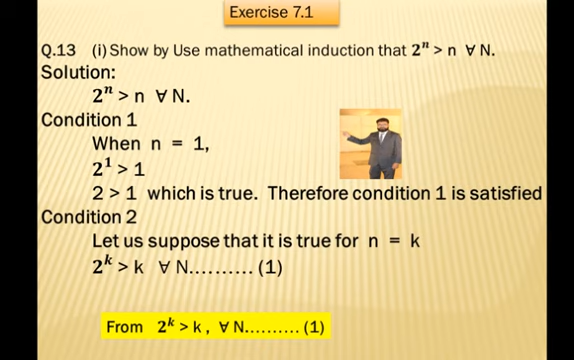 Exercise 7.1
Q.13 (i) Show by Use mathematical induction that 2ⁿ > n ∀ N.
Solution:
2ⁿ > n ∀ N.
Condition 1
When n = 1,
2¹ > 1
2 > 1 which is true. Therefore condition 1 is satisfied
Condition 2
Let us suppose that it is true for n = k
2ᵏ > k ∀ N.......... (1)
From 2ᵏ > k , ∀ N.......... (1)